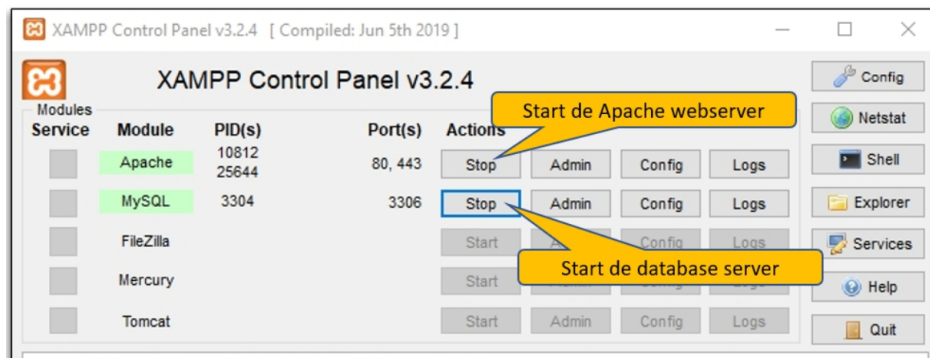 XAMPP Control Panel v3.2.4 [ Compiled: Jun 5th 2019 ]
XAMPP Control Panel v3.2.4
Config
Modules
Service Module PID(s) Port(s) Actions
Start de Apache webserver
Netstat
Apache 10812 25644 80, 443 Stop Admin Config Logs
Shell
MySQL 3304 3306 Stop Admin Config Logs
Explorer
FileZilla Start Config Logs
Services
Start de database server
Mercury Start
Help
Tomcat Start Admin Config Logs
Quit